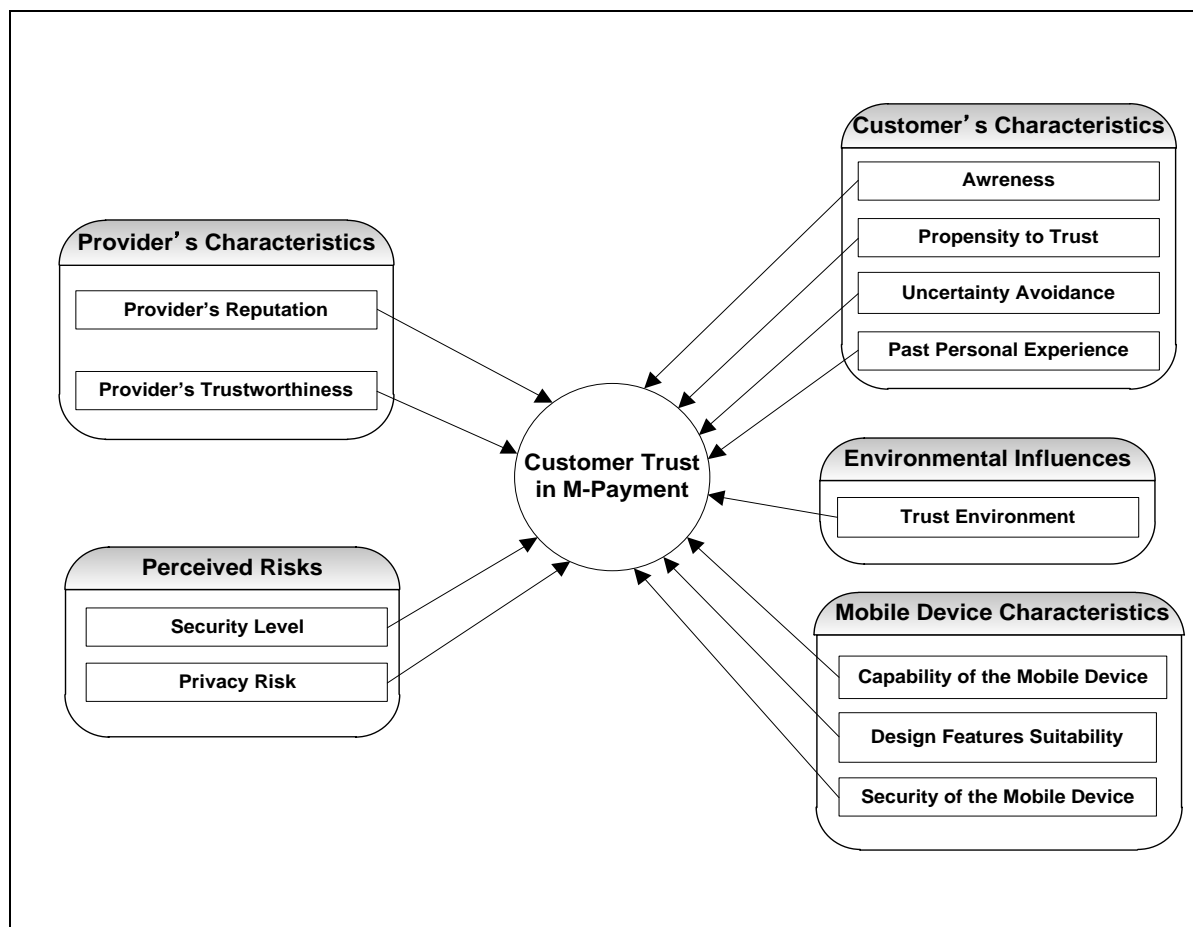 Provider’s Characteristics
Provider’s Reputation
Provider’s Trustworthiness
Perceived Risks
Security Level
Privacy Risk
Customer Trust
in M-Payment
Customer’s Characteristics
Awreness
Propensity to Trust
Uncertainty Avoidance
Past Personal Experience
Environmental Influences
Trust Environment
Mobile Device Characteristics
Capability of the Mobile Device
Design Features Suitability
Security of the Mobile Device